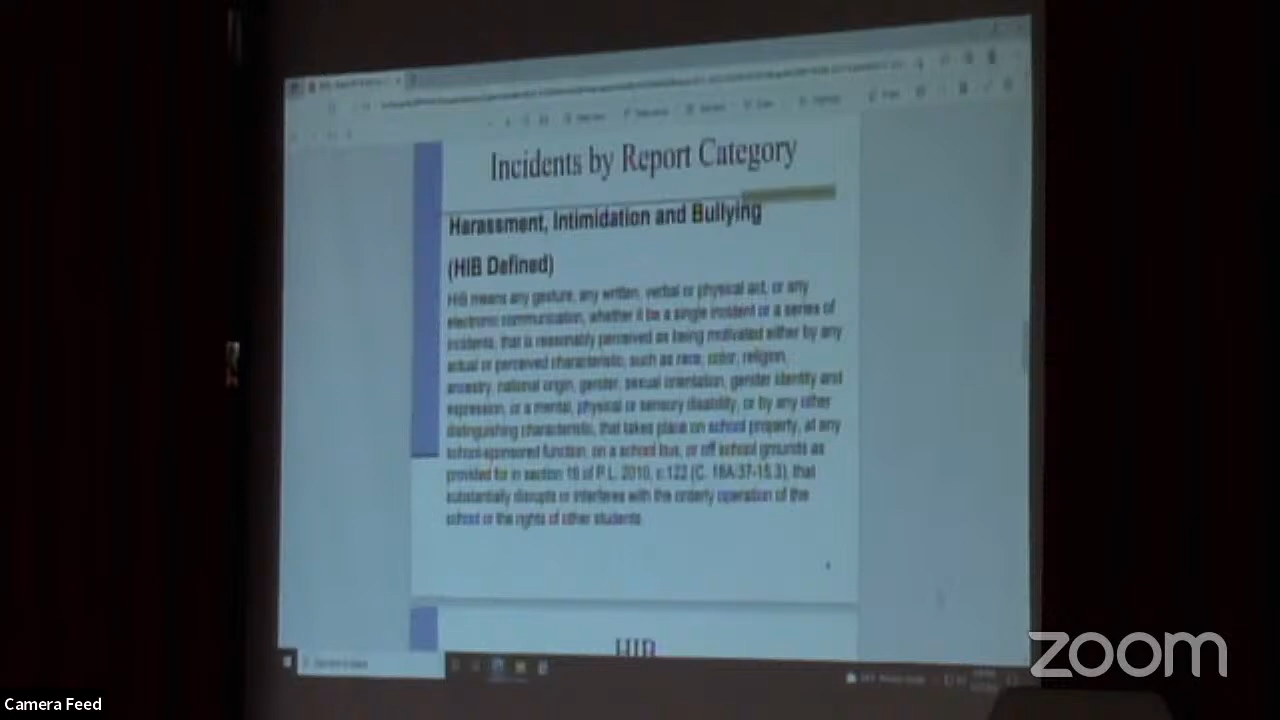 Incidents by Report Category
Harassment, Intimidation and Bullying
(HIB Defined)
HIB means any gesture, any written, verbal or physical act, or any
electronic communication, whether it be a single incident or a series of
incidents, that is reasonably perceived as being motivated either by any
actual or perceived characteristic, such as race, color, religion,
ancestry, national origin, gender, sexual orientation, gender identity and
expression, or a mental, physical or sensory disability, or by any other
distinguishing characteristic, that takes place on school property, at any
school-sponsored function, on a school bus, or off school grounds as
provided for in section 16 of P.L. 2010, c.122 (C. 18A:37-15.3), that
substantially disrupts or interferes with the orderly operation of the
school or the rights of other students
HIB
zoom
Camera Feed